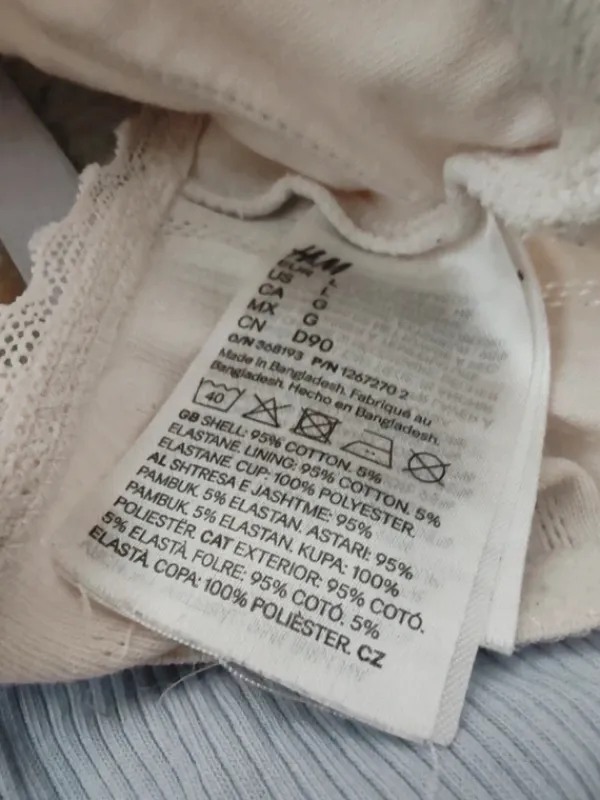 H&M
US L
CA G
MX G
CN D90
O/N 368193 P/N 1267270 2
Made in Bangladesh. Fabriqué au
Bangladesh. Hecho en Bangladesh.
40
GB SHELL: 95% COTTON. 5%
ELASTANE. LINING: 95% COTTON. 5%
ELASTANE. CUP: 100% POLYESTER.
AL SHTRESA E JASHTME: 95%
PAMBUK. 5% ELASTAN. ASTARI: 95%
PAMBUK. 5% ELASTAN. KUPA: 100%
POLIESTËR. CAT EXTERIOR: 95% COTÓ.
5% ELASTÀ. FOLRE: 95% COTÓ. 5%
ELASTÀ. COPA: 100% POLIÈSTER. CZ